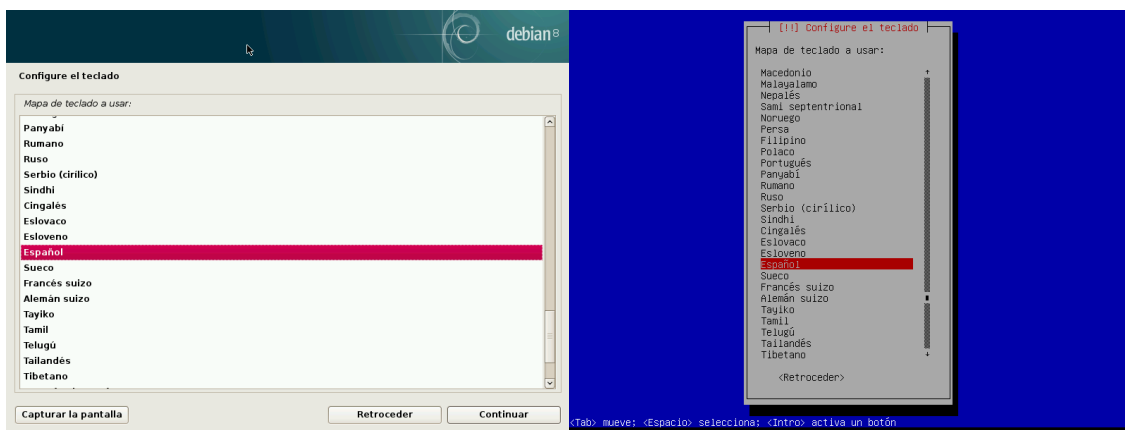 debian 8
Configure el teclado
Mapa de teclado a usar:
Panyabí
Rumano
Ruso
Serbio (cirílico)
Sindhi
Cingalés
Eslovaco
Esloveno
Español
Sueco
Francés suizo
Alemán suizo
Tayiko
Tamil
Telugú
Tailandés
Tibetano
Capturar la pantalla
Retroceder
Continuar
[!!] Configure el teclado
Mapa de teclado a usar:
Macedonio
Malayalamo
Nepalés
Sami septentrional
Noruego
Persa
Filipino
Polaco
Portugués
Panyabí
Rumano
Ruso
Serbio (cirílico)
Sindhi
Cingalés
Eslovaco
Esloveno
Español
Sueco
Francés suizo
Alemán suizo
Tayiko
Tamil
Telugú
Tailandés
Tibetano
<Retroceder>
<Tab> mueve; <Espacio> selecciona; <Intro> activa un botón